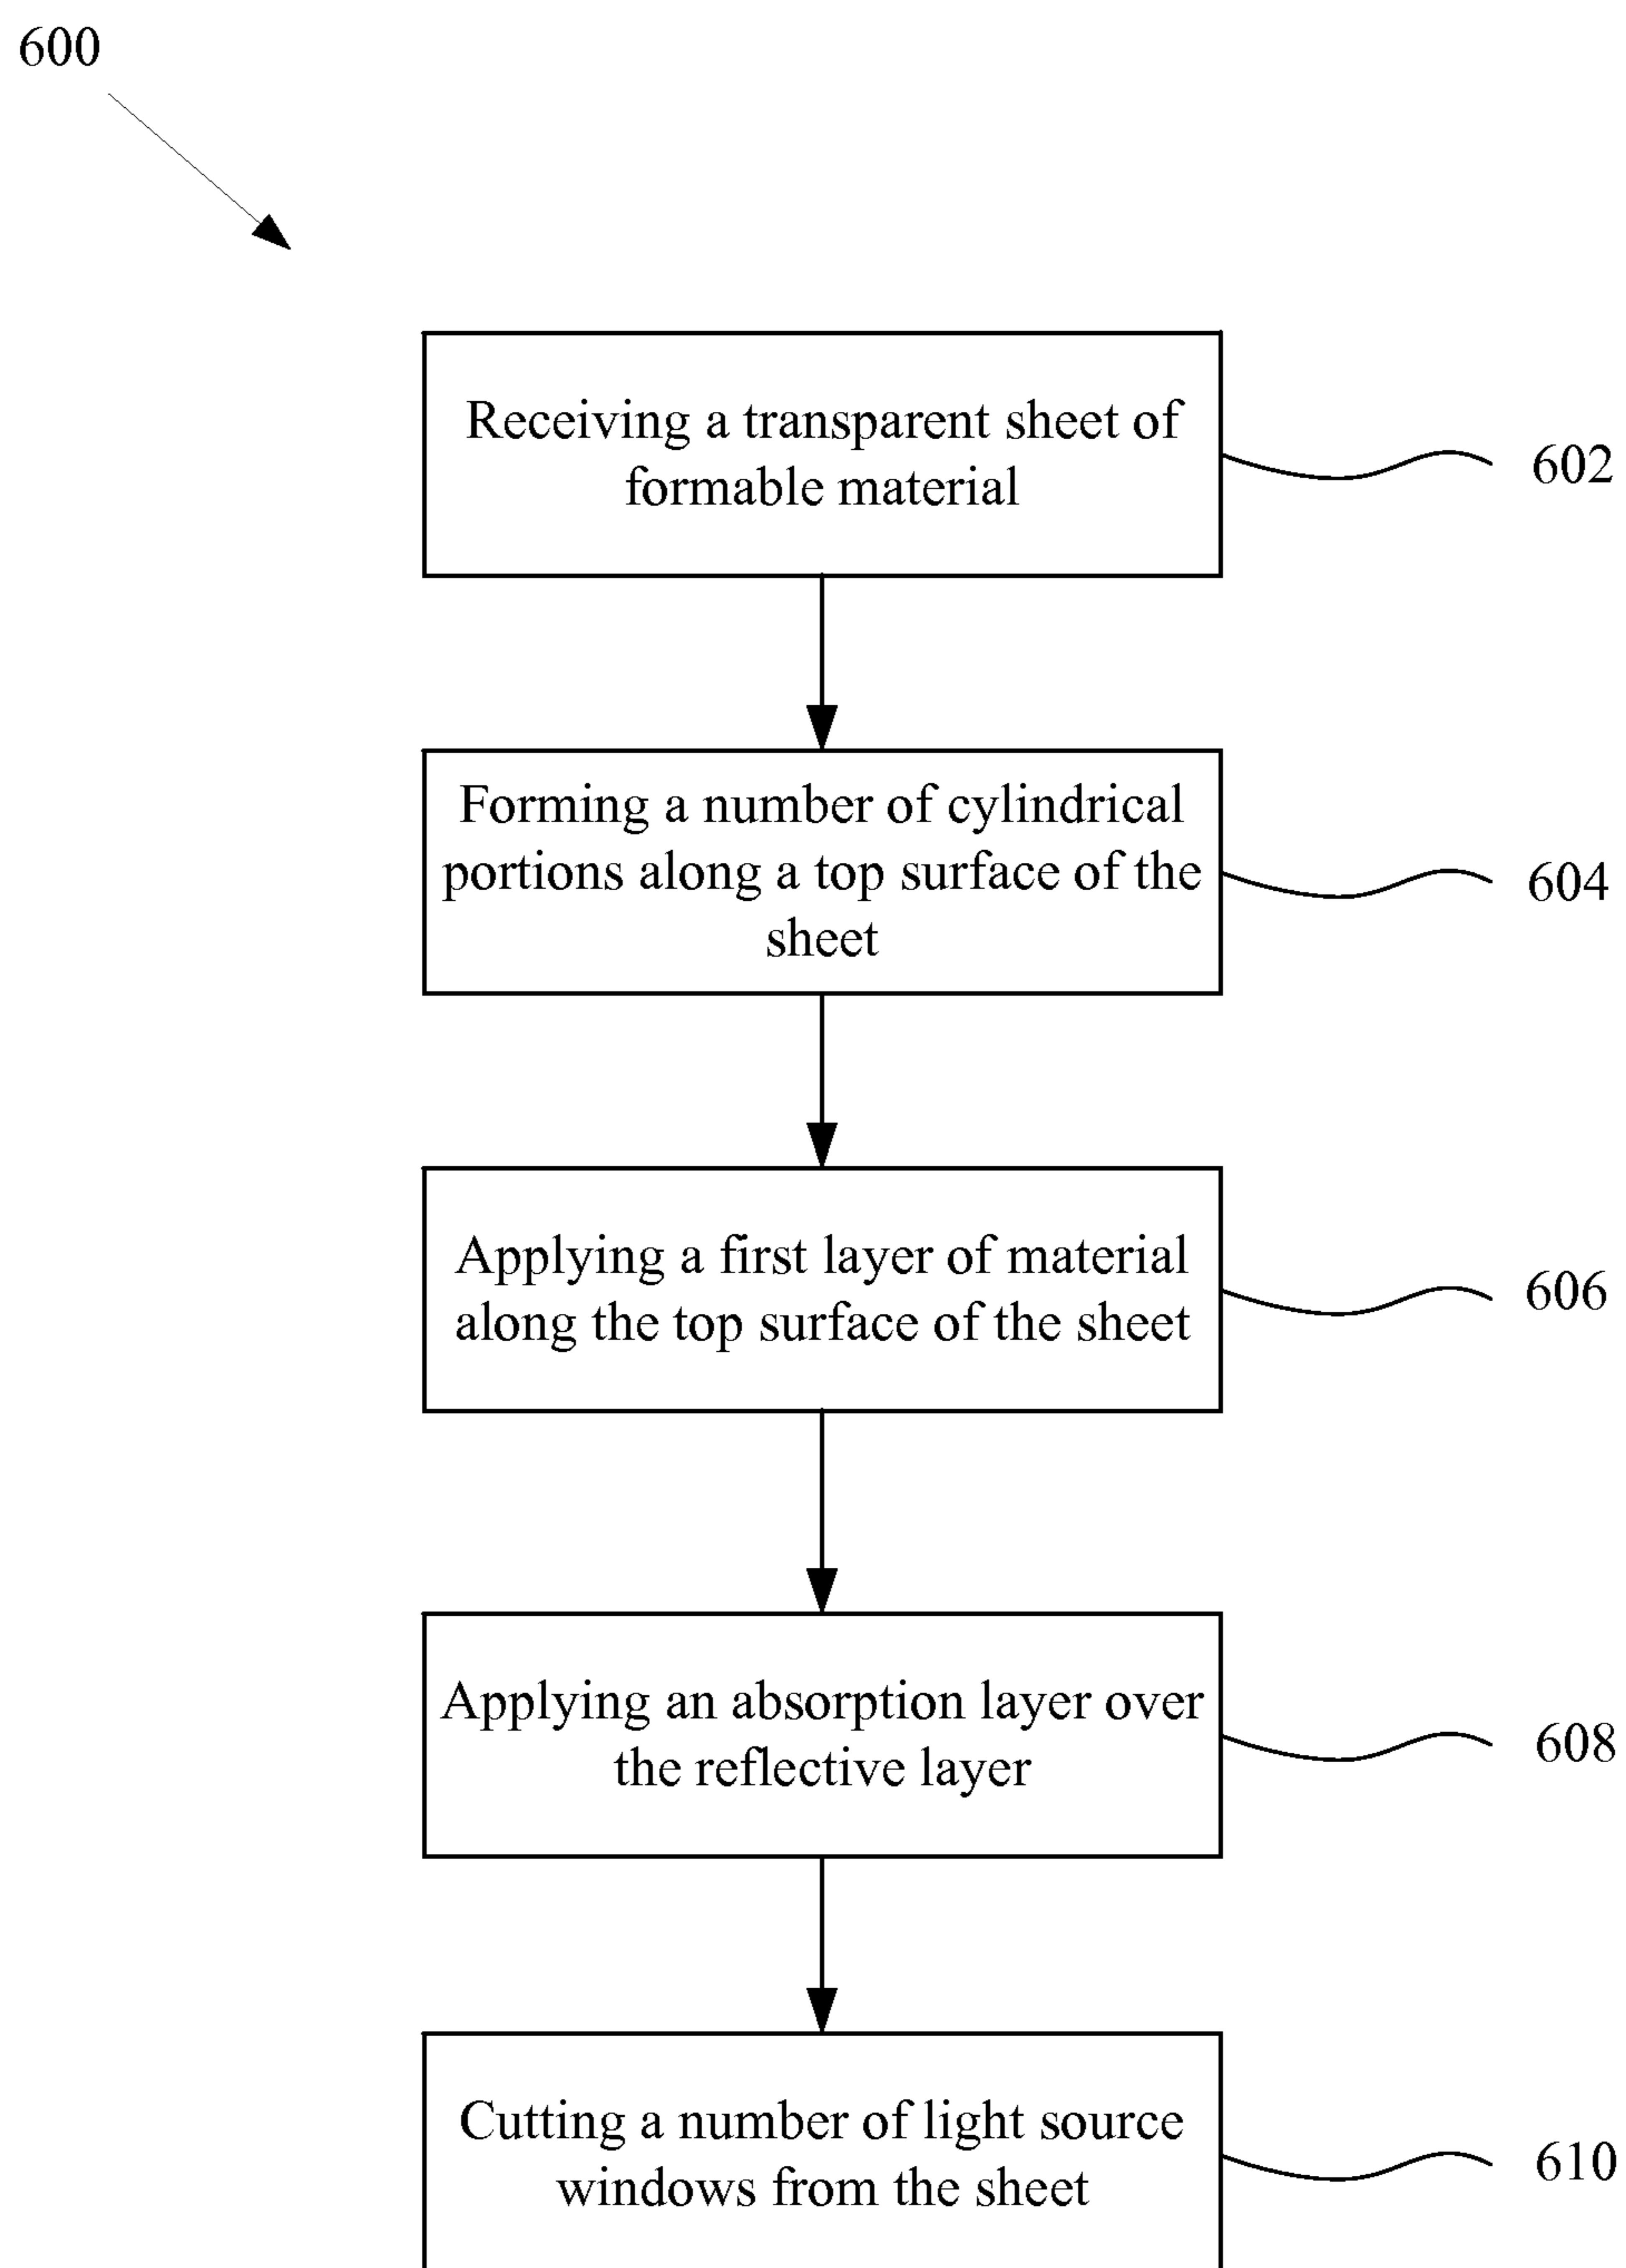 600
Receiving a transparent sheet of
formable material
602
Forming a number of cylindrical
portions along a top surface of the
sheet
604
Applying a first layer of material
along the top surface of the sheet
606
Applying an absorption layer over
the reflective layer
608
Cutting a number of light source
windows from the sheet
610